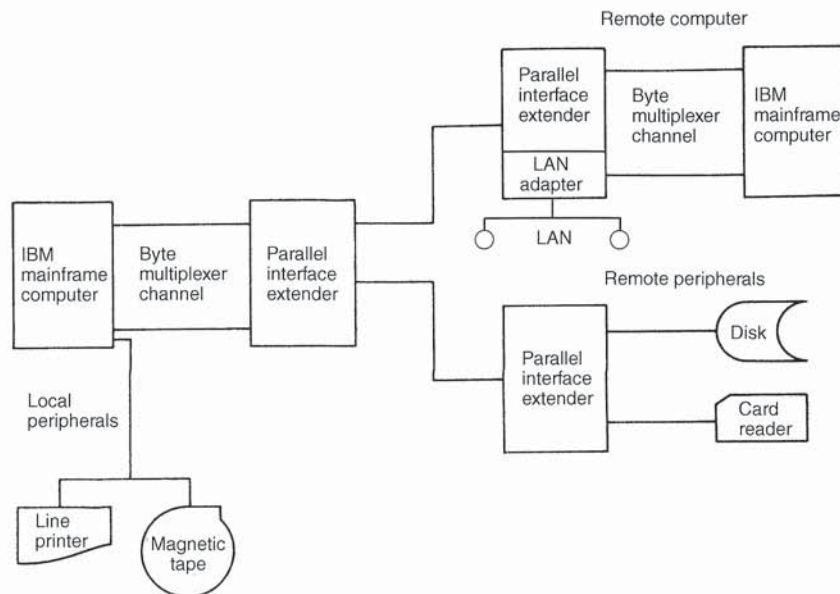 Remote computer
Parallel
interface
extender
LAN
adapter
Byte
multiplexer
channel
IBM
mainframe
computer
LAN
IBM
mainframe
computer
Byte
multiplexer
channel
Parallel
interface
extender
Remote peripherals
Parallel
interface
extender
Disk
Card
reader
Local
peripherals
Line
printer
Magnetic
tape